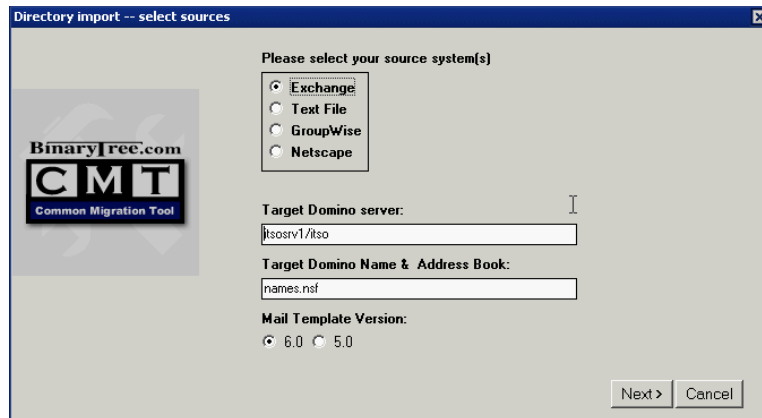 Directory import -- select sources
Please select your source system(s)
Exchange
Text File
GroupWise
Netscape
BinaryTree.com
CMT
Common Migration Tool
Target Domino server:
itsosrv1/itso
Target Domino Name & Address Book:
names.nsf
Mail Template Version:
6.0 5.0
Next> Cancel